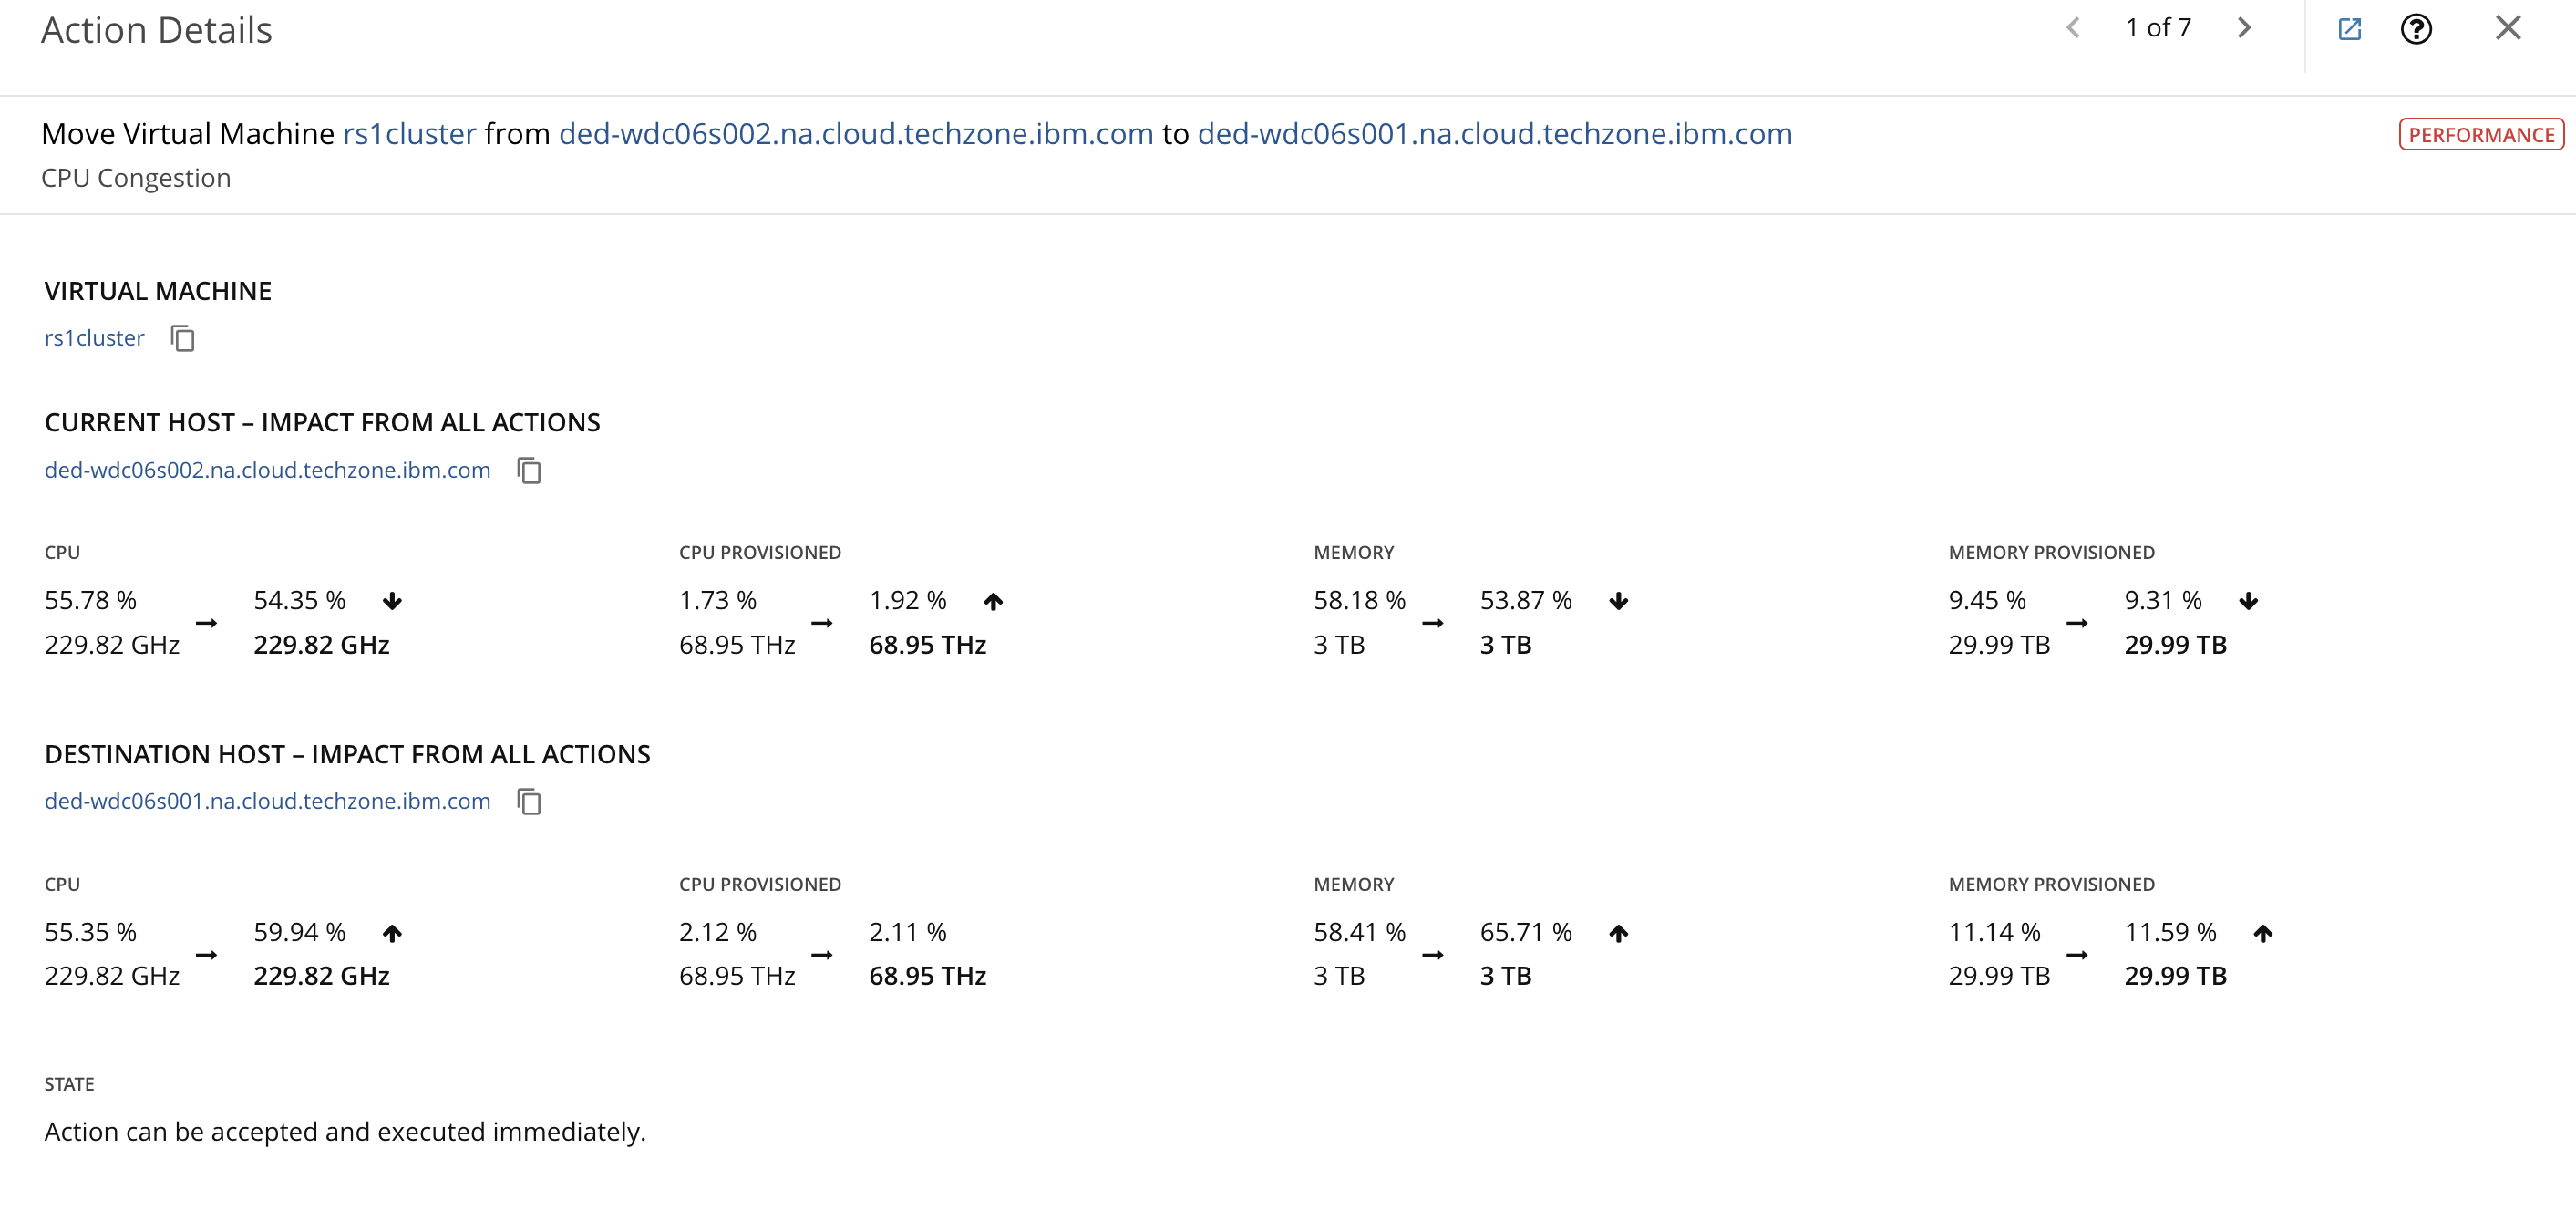 Action Details
1 of 7
Move Virtual Machine rs1cluster from ded-wdc06s002.na.cloud.techzone.ibm.com to ded-wdc06s001.na.cloud.techzone.ibm.com
PERFORMANCE
CPU Congestion
VIRTUAL MACHINE
rs1cluster
CURRENT HOST – IMPACT FROM ALL ACTIONS
ded-wdc06s002.na.cloud.techzone.ibm.com
CPU
55.78 % → 54.35 % ↓
229.82 GHz 229.82 GHz
CPU PROVISIONED
1.73 % → 1.92 % ↑
68.95 THz 68.95 THz
MEMORY
58.18 % → 53.87 % ↓
3 TB 3 TB
MEMORY PROVISIONED
9.45 % → 9.31 % ↓
29.99 TB 29.99 TB
DESTINATION HOST – IMPACT FROM ALL ACTIONS
ded-wdc06s001.na.cloud.techzone.ibm.com
CPU
55.35 % → 59.94 % ↑
229.82 GHz 229.82 GHz
CPU PROVISIONED
2.12 % → 2.11 %
68.95 THz 68.95 THz
MEMORY
58.41 % → 65.71 % ↑
3 TB 3 TB
MEMORY PROVISIONED
11.14 % → 11.59 % ↑
29.99 TB 29.99 TB
STATE
Action can be accepted and executed immediately.